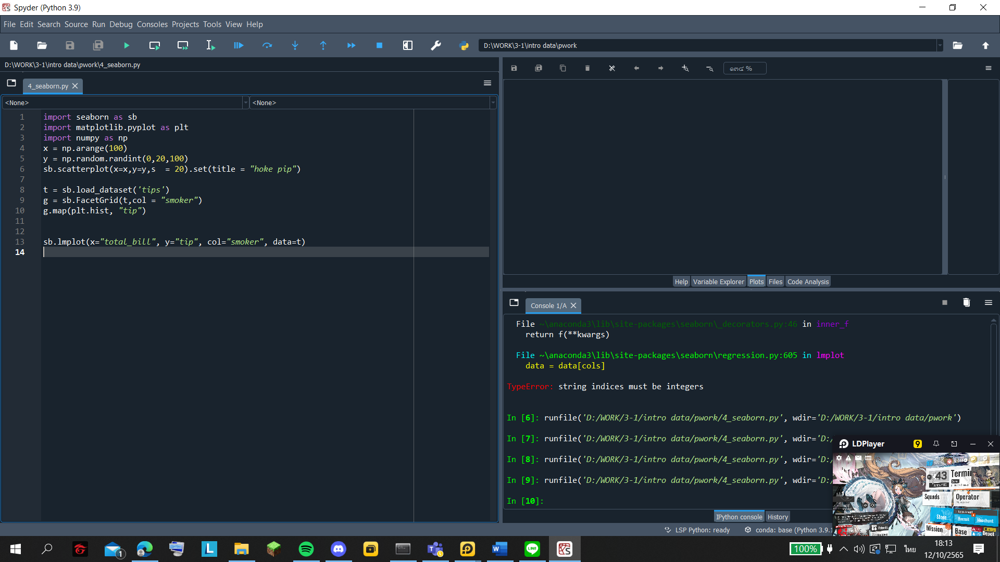 Spyder (Python 3.9)
File Edit Search Source Run Debug Consoles Projects Tools View Help
D:\WORK\3-1\intro data\pwork
D:\WORK\3-1\intro data\pwork\4_seaborn.py
4_seaborn.py
<None>
<None>
1 import seaborn as sb
2 import matplotlib.pyplot as plt
3 import numpy as np
4 x = np.arange(100)
5 y = np.random.randint(0,20,100)
6 sb.scatterplot(x=x,y=y,s  = 20).set(title = "hoke pip")
7
8 t = sb.load_dataset('tips')
9 g = sb.FacetGrid(t,col = "smoker")
10 g.map(plt.hist, "tip")
11
12
13 sb.lmplot(x="total_bill", y="tip", col="smoker", data=t)
14
๑๓๔ %
Help Variable Explorer Plots Files Code Analysis
Console 1/A
File ~\anaconda3\lib\site-packages\seaborn\_decorators.py:46 in inner_f
return f(**kwargs)
File ~\anaconda3\lib\site-packages\seaborn\regression.py:605 in lmplot
data = data[cols]
TypeError: string indices must be integers
In [6]: runfile('D:/WORK/3-1/intro data/pwork/4_seaborn.py', wdir='D:/WORK/3-1/intro data/pwork')
In [7]: runfile('D:/WORK/3-1/intro data/pwork/4_seaborn.py', wdir='D:/
In [8]: runfile('D:/WORK/3-1/intro data/pwork/4_seaborn.py', wdir='D:/
In [9]: runfile('D:/WORK/3-1/intro data/pwork/4_seaborn.py', wdir='D:/
In [10]:
IPython console History
LSP Python: ready
conda: base (Python 3.9.1
LDPlayer 9
43 Termin
Squads
Operator
Store
Recruit
Headhunt
Friends
Mission
Base
Depot
1
100%
ไทย
18:13
12/10/2565